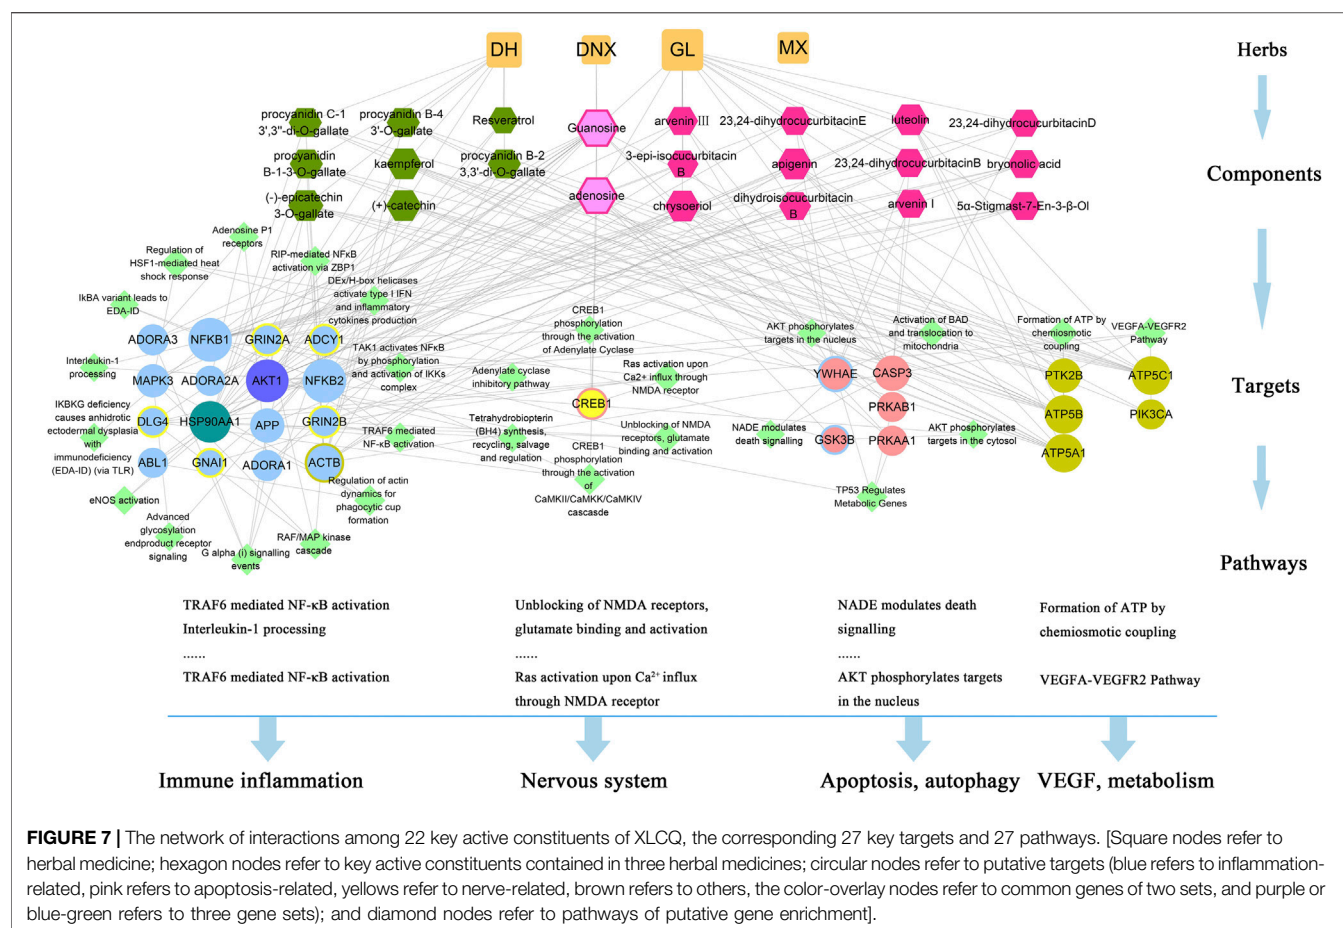 DH
DNX
GL
MX
Herbs
procyanidin C-1
3',3''-di-O-gallate
procyanidin B-4
3'-O-gallate
Resveratrol
Guanosine
arvenin III
23,24-dihydrocucurbitacinE
luteolin
23,24-dihydrocucurbitacinD
procyanidin
B-1-3-O-gallate
kaempferol
procyanidin B-2
3,3'-di-O-gallate
3-epi-isocucurbitacin
B
apigenin
23,24-dihydrocucurbitacinB
bryonolic acid
Components
(-)-epicatechin
3-O-gallate
(+)-catechin
adenosine
chrysoeriol
dihydroisocucurbitacin
B
arvenin I
5α-Stigmast-7-En-3-β-Ol
Adenosine P1
receptors
Regulation of
HSF1-mediated heat
shock response
RIP-mediated NFκB
activation via ZBP1
DEx/H-box helicases
activate type I IFN
and inflammatory
cytokines production
IkBA variant leads to
EDA-ID
CREB1
phosphorylation
through the activation
of Adenylate Cyclase
AKT phosphorylates
targets in the nucleus
Activation of BAD
and translocation to
mitochondria
Formation of ATP by
chemiosmotic
coupling
VEGFA-VEGFR2
Pathway
ADORA3
NFKB1
GRIN2A
ADCY1
Interleukin-1
processing
TAK1 activates NFκB
by phosphorylation
and activation of IKKs
complex
Adenylate cyclase
inhibitory pathway
Ras activation upon
Ca2+ influx through
NMDA receptor
MAPK3
ADORA2A
AKT1
NFKB2
YWHAE
CASP3
PTK2B
ATP5C1
Targets
IKBKG deficiency
causes anhidrotic
ectodermal dysplasia
with
immunodeficiency
(EDA-ID) (via TLR)
DLG4
HSP90AA1
APP
GRIN2B
TRAF6 mediated
NF-κB activation
Tetrahydrobiopterin
(BH4) synthesis,
recycling, salvage
and regulation
CREB1
Unblocking of NMDA
receptors, glutamate
binding and activation
NADE modulates
death signalling
PRKAB1
GSK3B
PRKAA1
AKT phosphorylates
targets in the cytosol
ATP5B
PIK3CA
ATP5A1
ABL1
GNAI1
ADORA1
ACTB
CREB1
phosphorylation
through the activation
of
CaMKII/CaMKK/CaMKIV
cascasde
TP53 Regulates
Metabolic Genes
eNOS activation
Regulation of actin
dynamics for
phagocytic cup
formation
Advanced
glycosylation
endproduct receptor
signaling
G alpha (i) signalling
events
RAF/MAP kinase
cascade
Pathways
TRAF6 mediated NF-κB activation
Interleukin-1 processing
......
TRAF6 mediated NF-κB activation
Unblocking of NMDA receptors,
glutamate binding and activation
......
Ras activation upon Ca²⁺ influx
through NMDA receptor
NADE modulates death
signalling
......
AKT phosphorylates targets
in the nucleus
Formation of ATP by
chemiosmotic coupling
VEGFA-VEGFR2 Pathway
Immune inflammation
Nervous system
Apoptosis, autophagy
VEGF, metabolism
FIGURE 7 | The network of interactions among 22 key active constituents of XLCQ, the corresponding 27 key targets and 27 pathways. [Square nodes refer to
herbal medicine; hexagon nodes refer to key active constituents contained in three herbal medicines; circular nodes refer to putative targets (blue refers to inflammation-
related, pink refers to apoptosis-related, yellows refer to nerve-related, brown refers to others, the color-overlay nodes refer to common genes of two sets, and purple or
blue-green refers to three gene sets); and diamond nodes refer to pathways of putative gene enrichment].